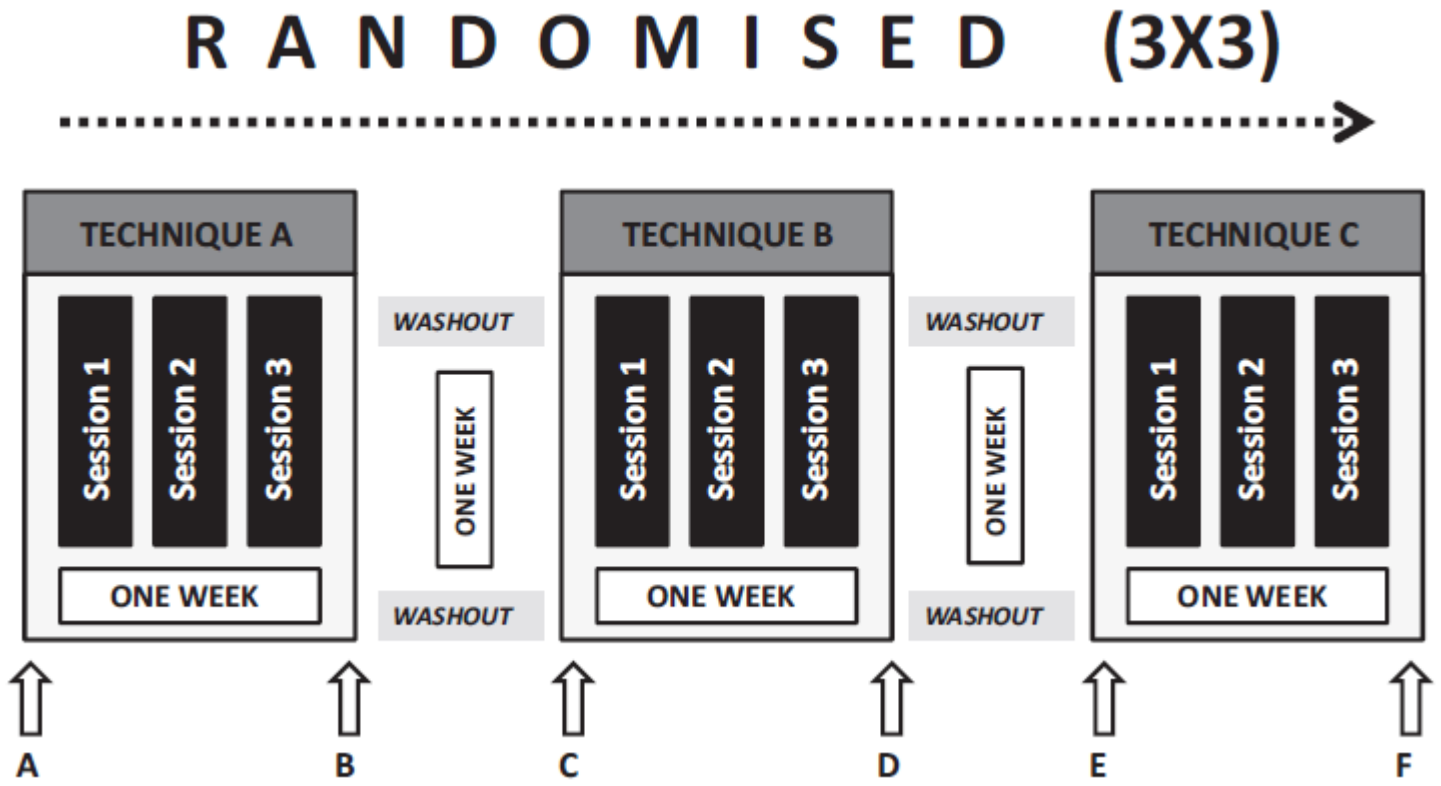 RANDOMISED (3X3)
TECHNIQUE A
Session 1
Session 2
Session 3
ONE WEEK
WASHOUT
ONE WEEK
WASHOUT
TECHNIQUE B
Session 1
Session 2
Session 3
ONE WEEK
WASHOUT
ONE WEEK
WASHOUT
TECHNIQUE C
Session 1
Session 2
Session 3
ONE WEEK
A
B
C
D
E
F